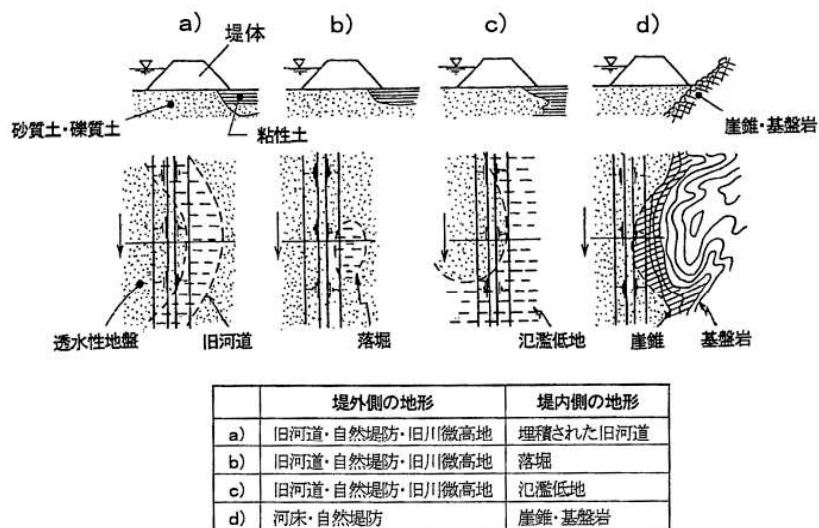 a)
b)
c)
d)
堤体
砂質土・礫質土
粘性土
崖錐・基盤岩
透水性地盤
旧河道
落堀
氾濫低地
崖錐
基盤岩
堤外側の地形 堤内側の地形
a) 旧河道・自然堤防・旧川微高地 埋積された旧河道
b) 旧河道・自然堤防・旧川微高地 落堀
c) 旧河道・自然堤防・旧川微高地 氾濫低地
d) 河床・自然堤防 崖錐・基盤岩